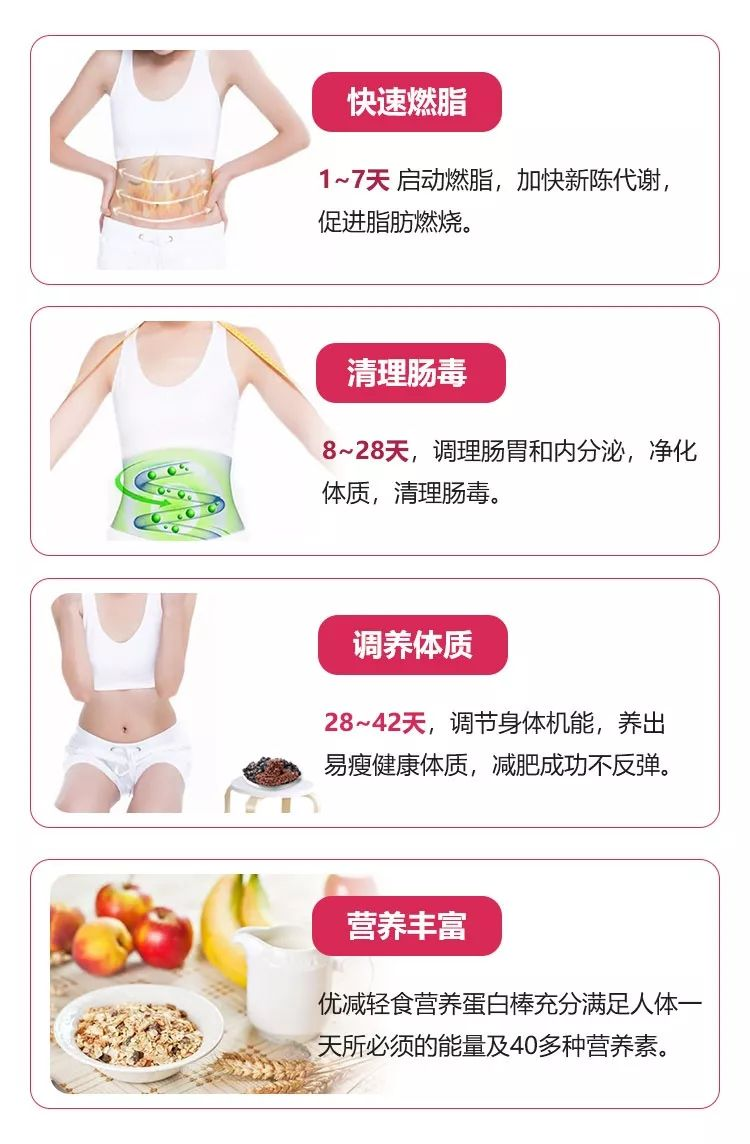 快速燃脂
1~7天 启动燃脂，加快新陈代谢，
促进脂肪燃烧。
清理肠毒
8~28天，调理肠胃和内分泌，净化
体质，清理肠毒。
调养体质
28~42天，调节身体机能，养出
易瘦健康体质，减肥成功不反弹。
营养丰富
优减轻食营养蛋白棒充分满足人体一
天所必须的能量及40多种营养素。